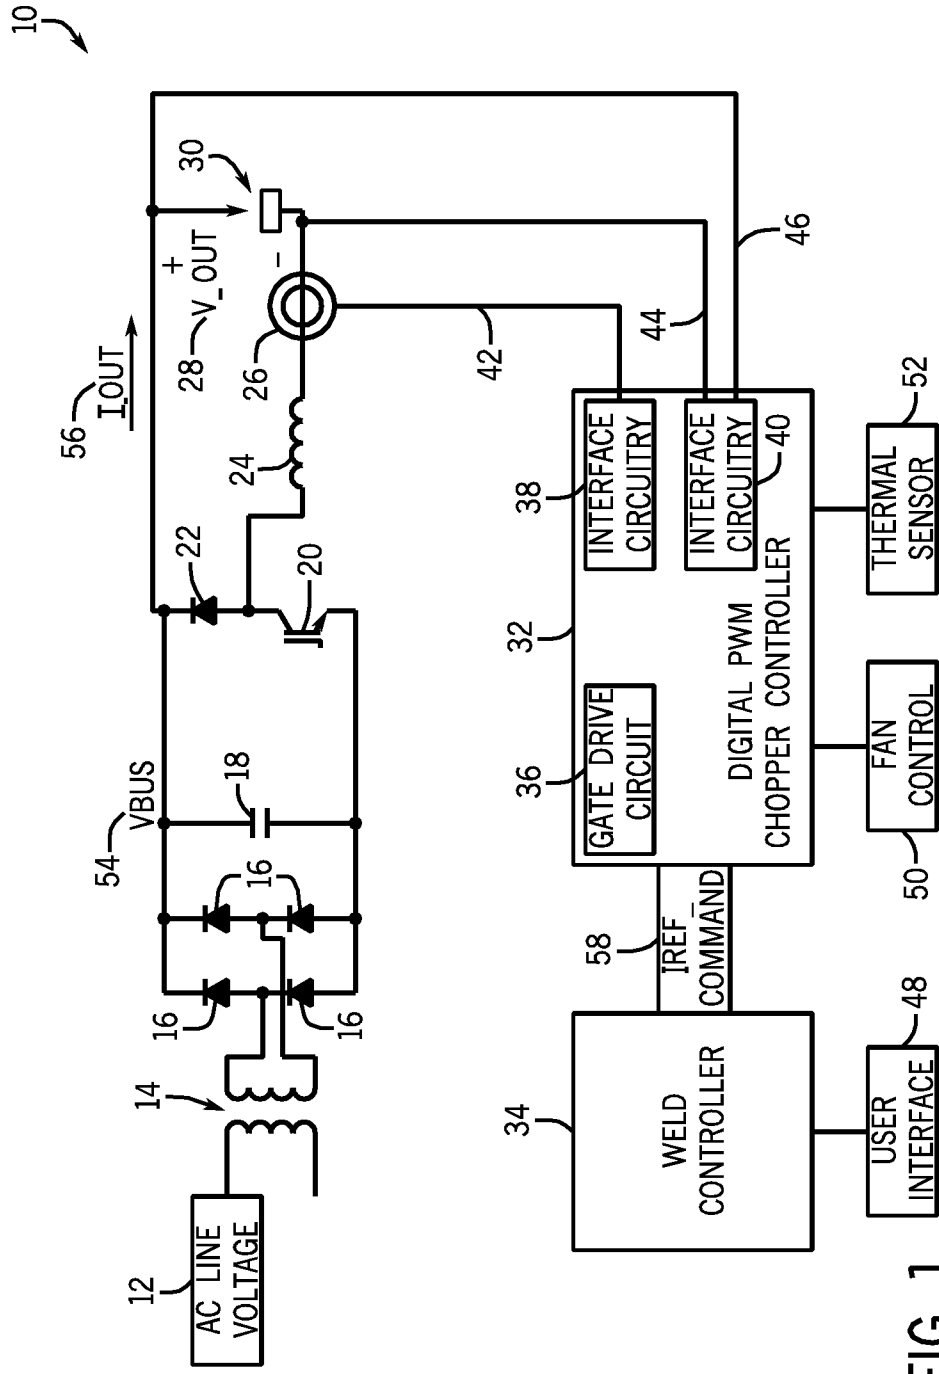 10
AC LINE
VOLTAGE
12
14
16
16
16
54
VBUS
18
20
22
24
56
I_OUT
28
V_OUT
+
-
26
30
42
44
46
WELD
CONTROLLER
34
58
IREF_
COMMAND
USER
INTERFACE
48
32
DIGITAL PWM
CHOPPER CONTROLLER
36
GATE DRIVE
CIRCUIT
38
INTERFACE
CIRCUITRY
INTERFACE
CIRCUITRY
40
FAN
CONTROL
50
THERMAL
SENSOR
52
FIG. 1